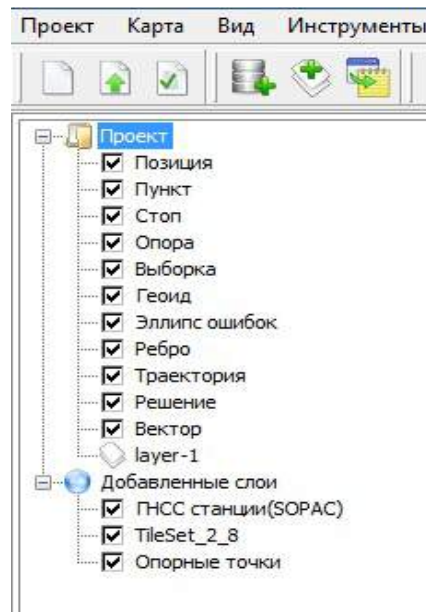 Проект Карта Вид Инструменты
Проект
Позиция
Пункт
Стоп
Опора
Выборка
Геоид
Эллипс ошибок
Ребро
Траектория
Решение
Вектор
layer-1
Добавленные слои
ГНСС станции(SOPAC)
TileSet_2_8
Опорные точки